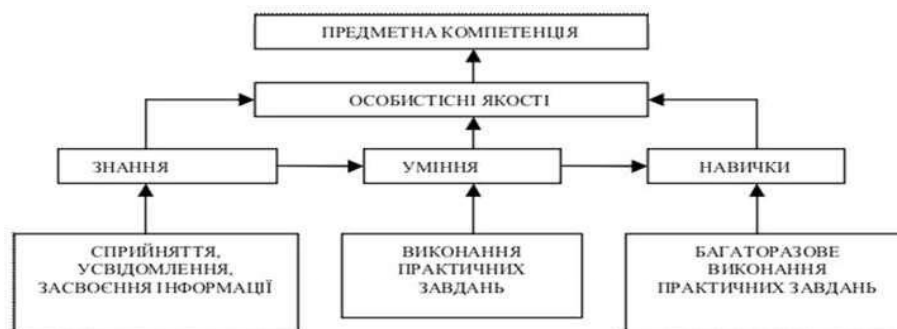 ПРЕДМЕТНА КОМПЕТЕНЦІЯ
ОСОБИСТІСНІ ЯКОСТІ
ЗНАННЯ
УМІННЯ
НАВИЧКИ
СПРИЙНЯТТЯ,
УСВІДОМЛЕННЯ,
ЗАСВОЄННЯ ІНФОРМАЦІЇ
ВИКОНАННЯ
ПРАКТИЧНИХ
ЗАВДАНЬ
БАГАТОРАЗОВЕ
ВИКОНАННЯ
ПРАКТИЧНИХ ЗАВДАНЬ